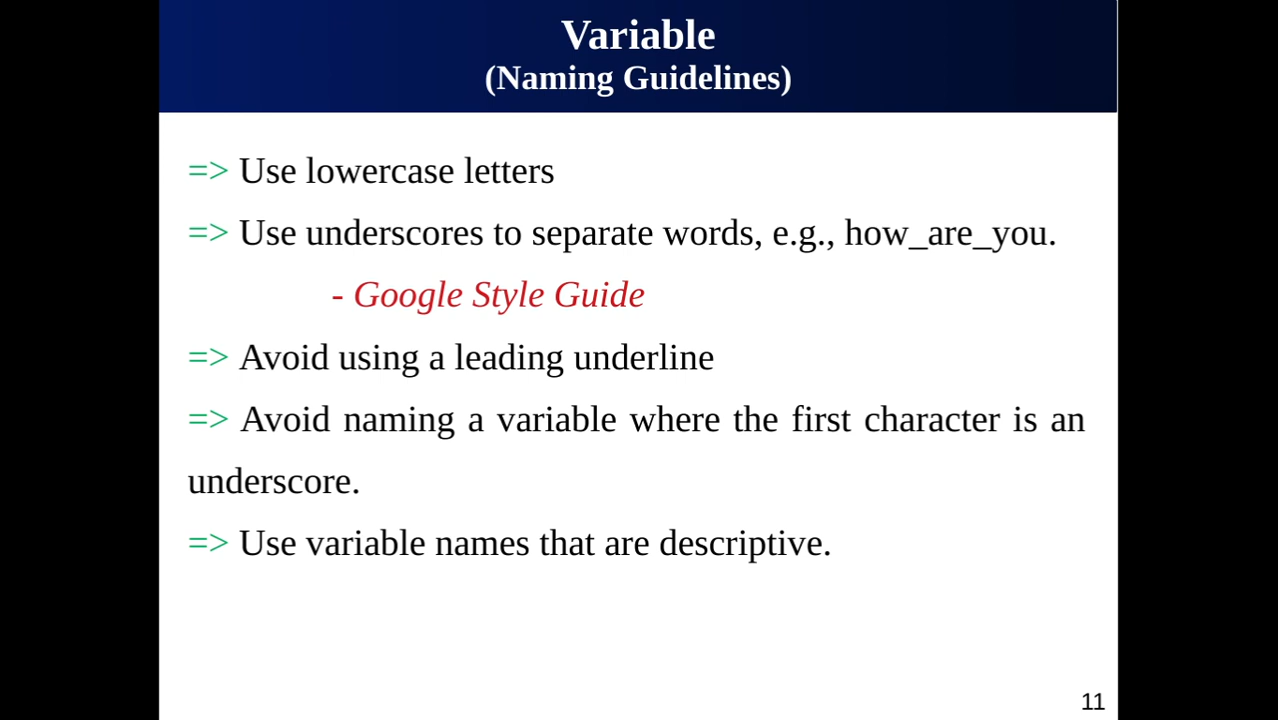 Variable
(Naming Guidelines)
=> Use lowercase letters
=> Use underscores to separate words, e.g., how_are_you.
- Google Style Guide
=> Avoid using a leading underline
=> Avoid naming a variable where the first character is an
underscore.
=> Use variable names that are descriptive.
11